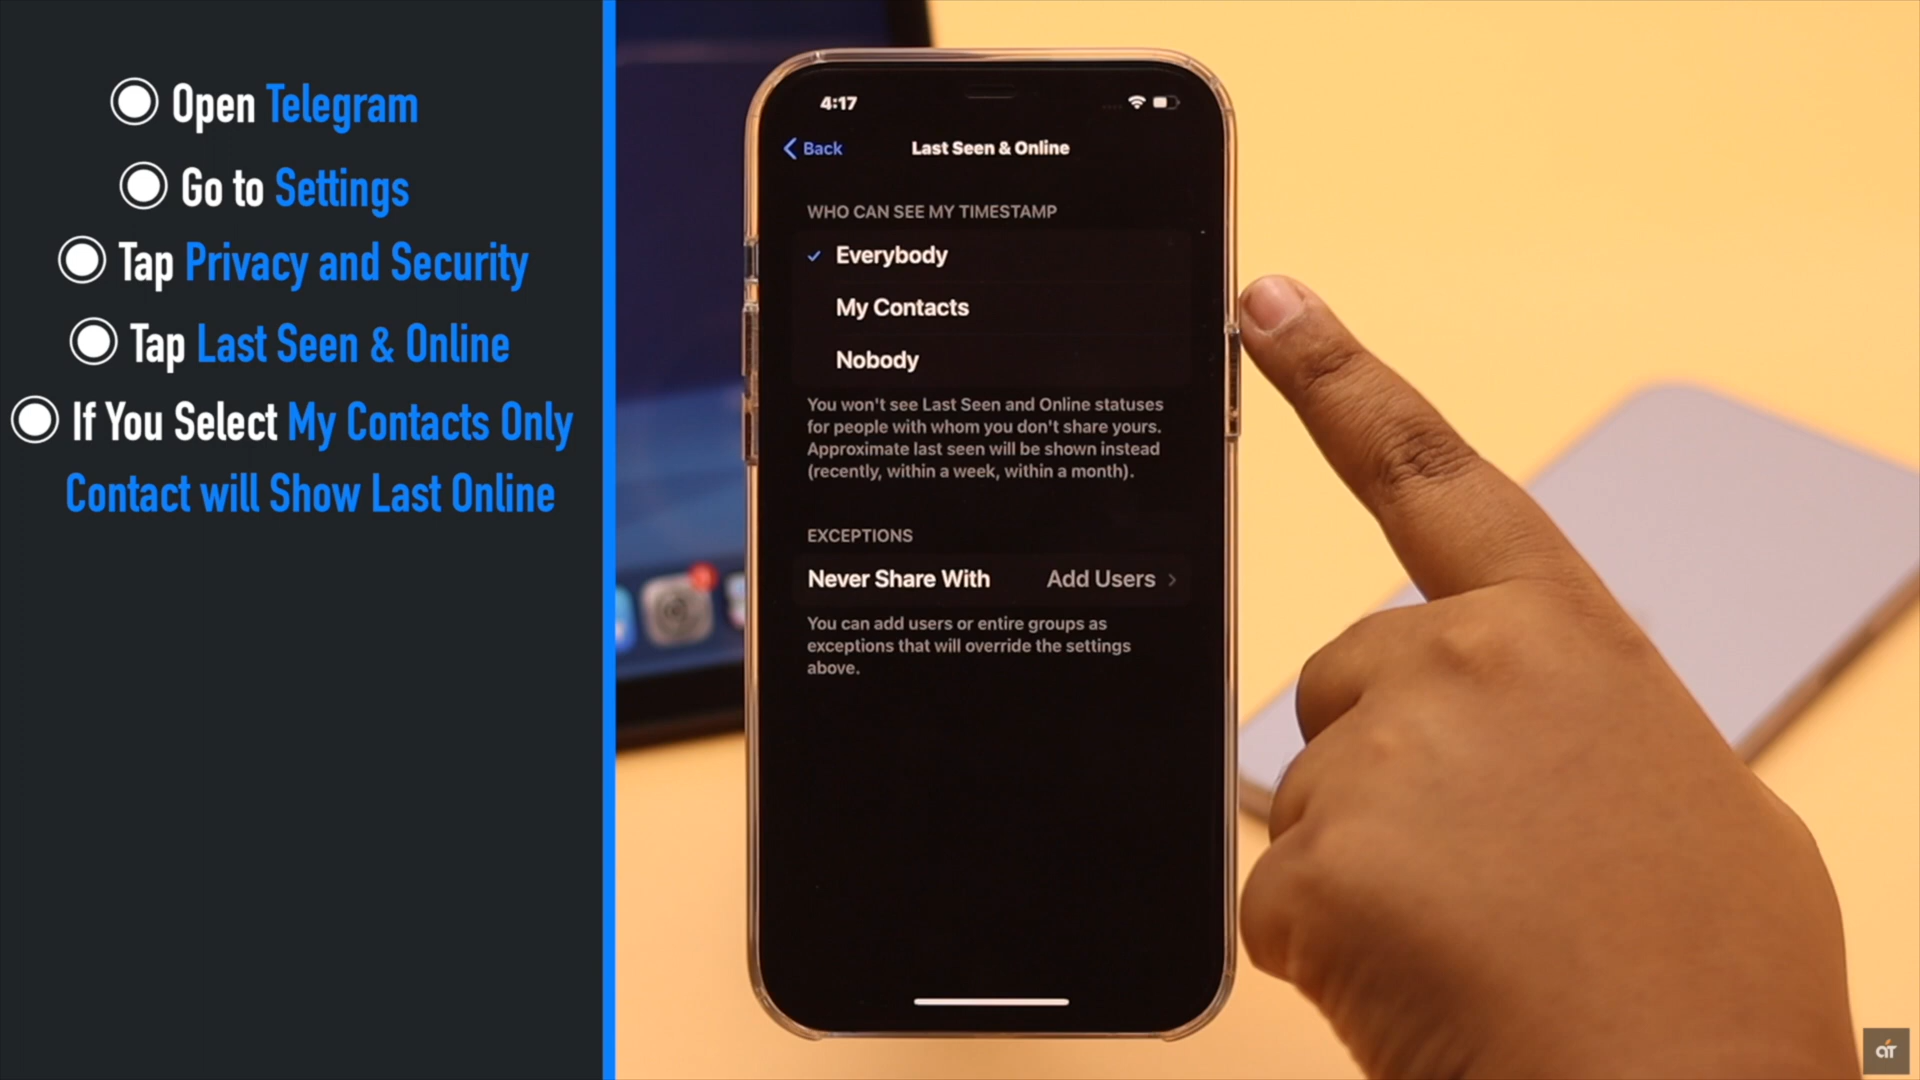 Open Telegram
Go to Settings
Tap Privacy and Security
Tap Last Seen & Online
If You Select My Contacts Only
Contact will Show Last Online
4:17
Back
Last Seen & Online
WHO CAN SEE MY TIMESTAMP
Everybody
My Contacts
Nobody
You won't see Last Seen and Online statuses
for people with whom you don't share yours.
Approximate last seen will be shown instead
(recently, within a week, within a month).
EXCEPTIONS
Never Share With Add Users
You can add users or entire groups as
exceptions that will override the settings
above.